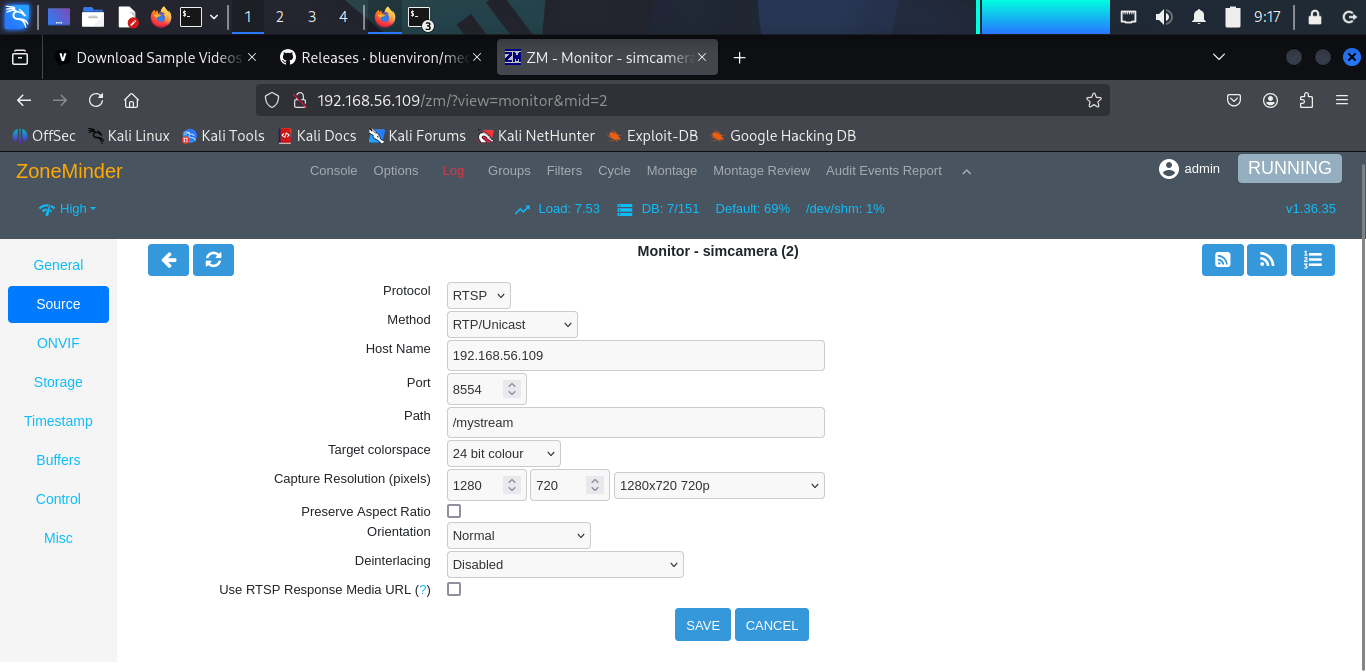 1 2 3 4 3 9:17
Download Sample Videos Releases · bluenviron/med ZM - Monitor - simcamera
192.168.56.109/zm/?view=monitor&mid=2
OffSec Kali Linux Kali Tools Kali Docs Kali Forums Kali NetHunter Exploit-DB Google Hacking DB
ZoneMinder Console Options Log Groups Filters Cycle Montage Montage Review Audit Events Report admin RUNNING
High Load: 7.53 DB: 7/151 Default: 69% /dev/shm: 1% v1.36.35
Monitor - simcamera (2)
General
Source
ONVIF
Storage
Timestamp
Buffers
Control
Misc
Protocol RTSP
Method RTP/Unicast
Host Name 192.168.56.109
Port 8554
Path /mystream
Target colorspace 24 bit colour
Capture Resolution (pixels) 1280 720 1280x720 720p
Preserve Aspect Ratio
Orientation Normal
Deinterlacing Disabled
Use RTSP Response Media URL (?)
SAVE CANCEL